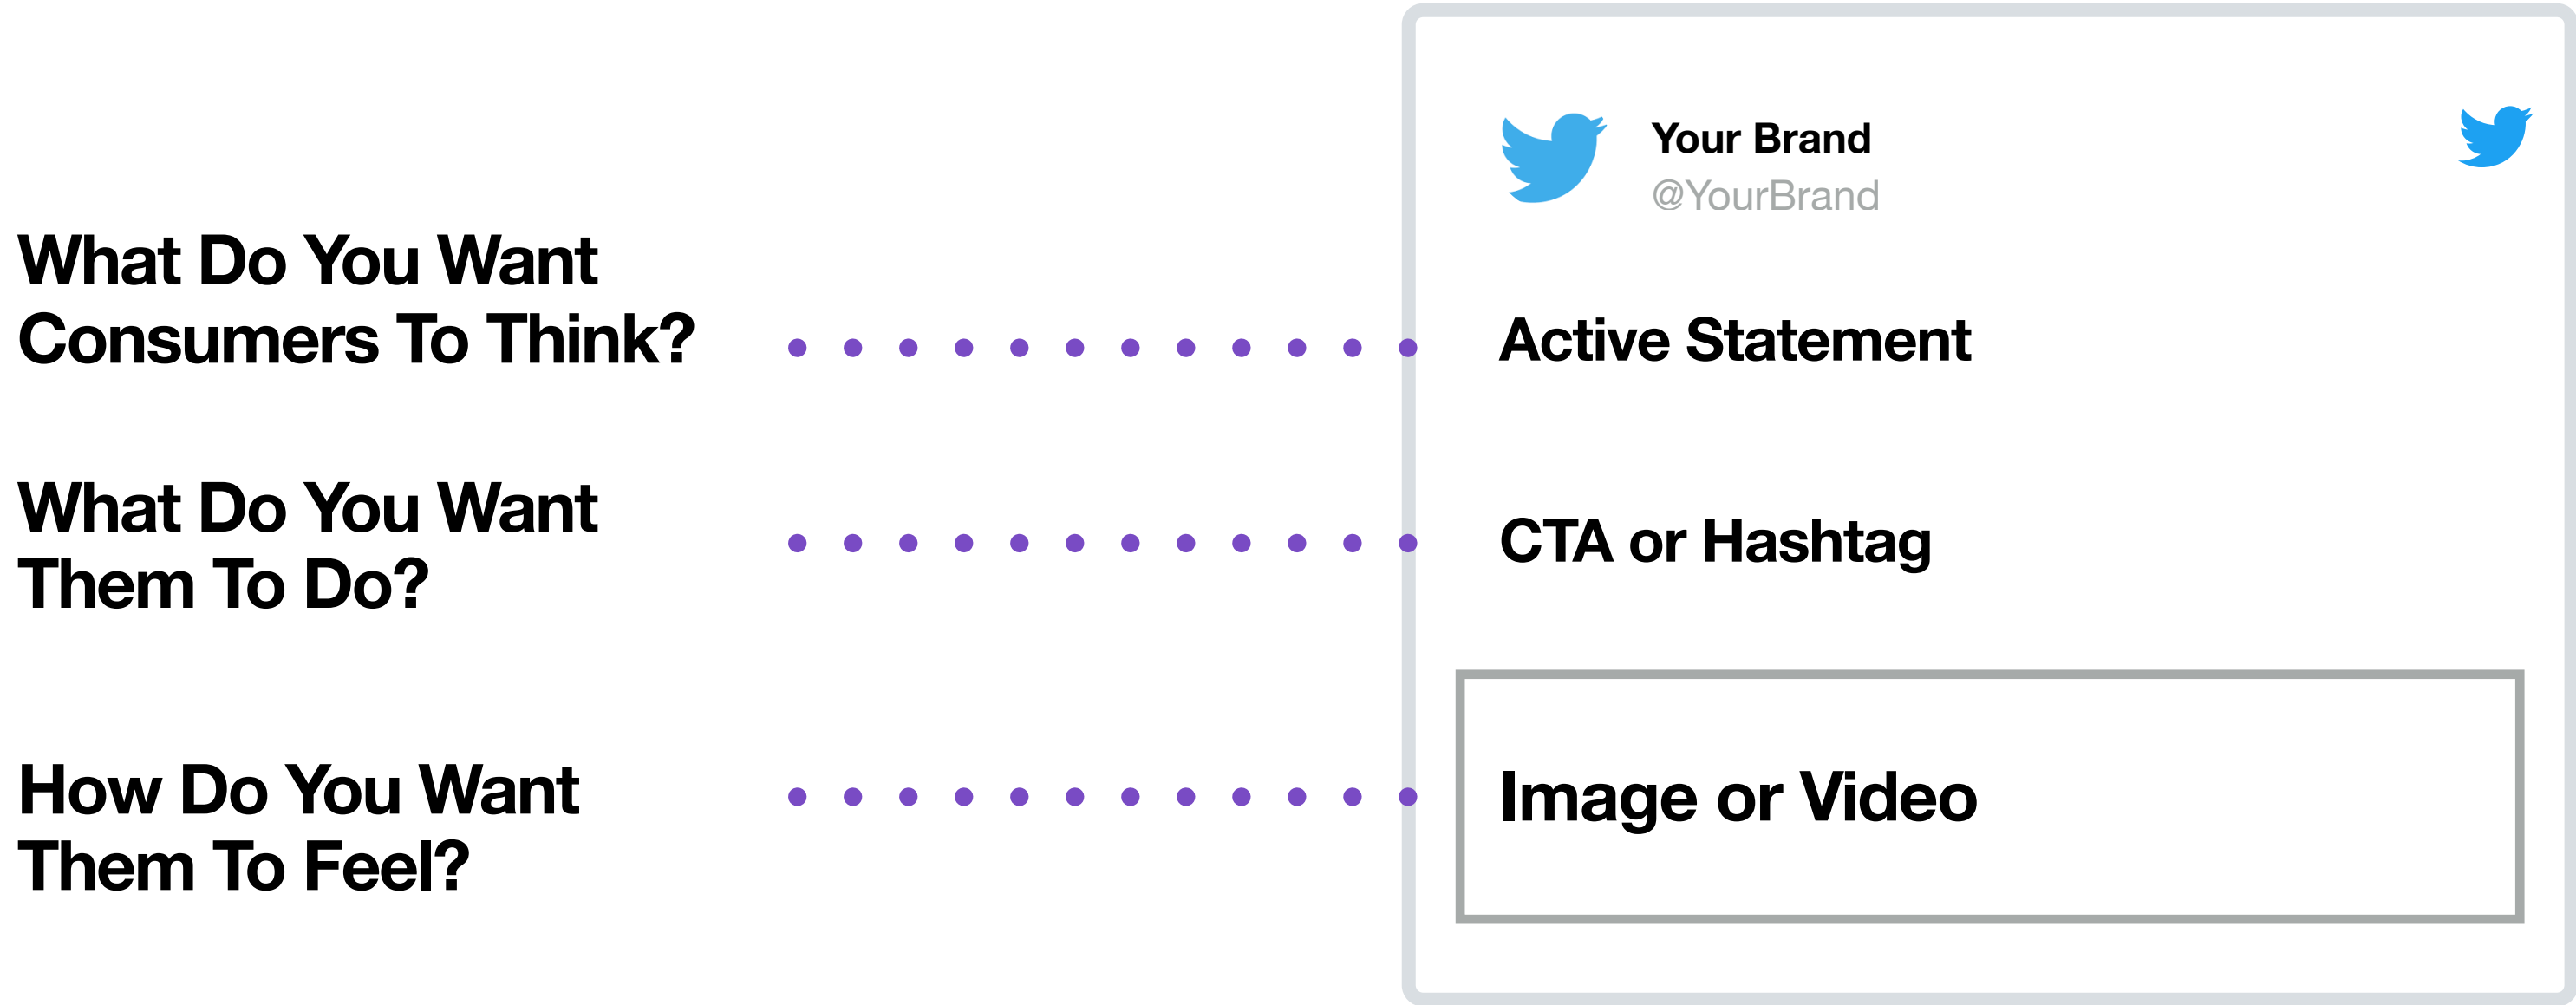 What Do You Want
Consumers To Think?
What Do You Want
Them To Do?
How Do You Want
Them To Feel?
Your Brand
@YourBrand
Active Statement
CTA or Hashtag
Image or Video